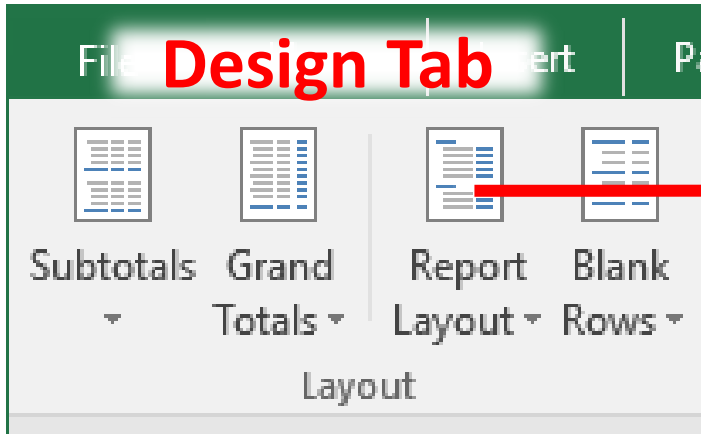 Design Tab
Subtotals
Grand Totals
Report Layout
Blank Rows
Layout